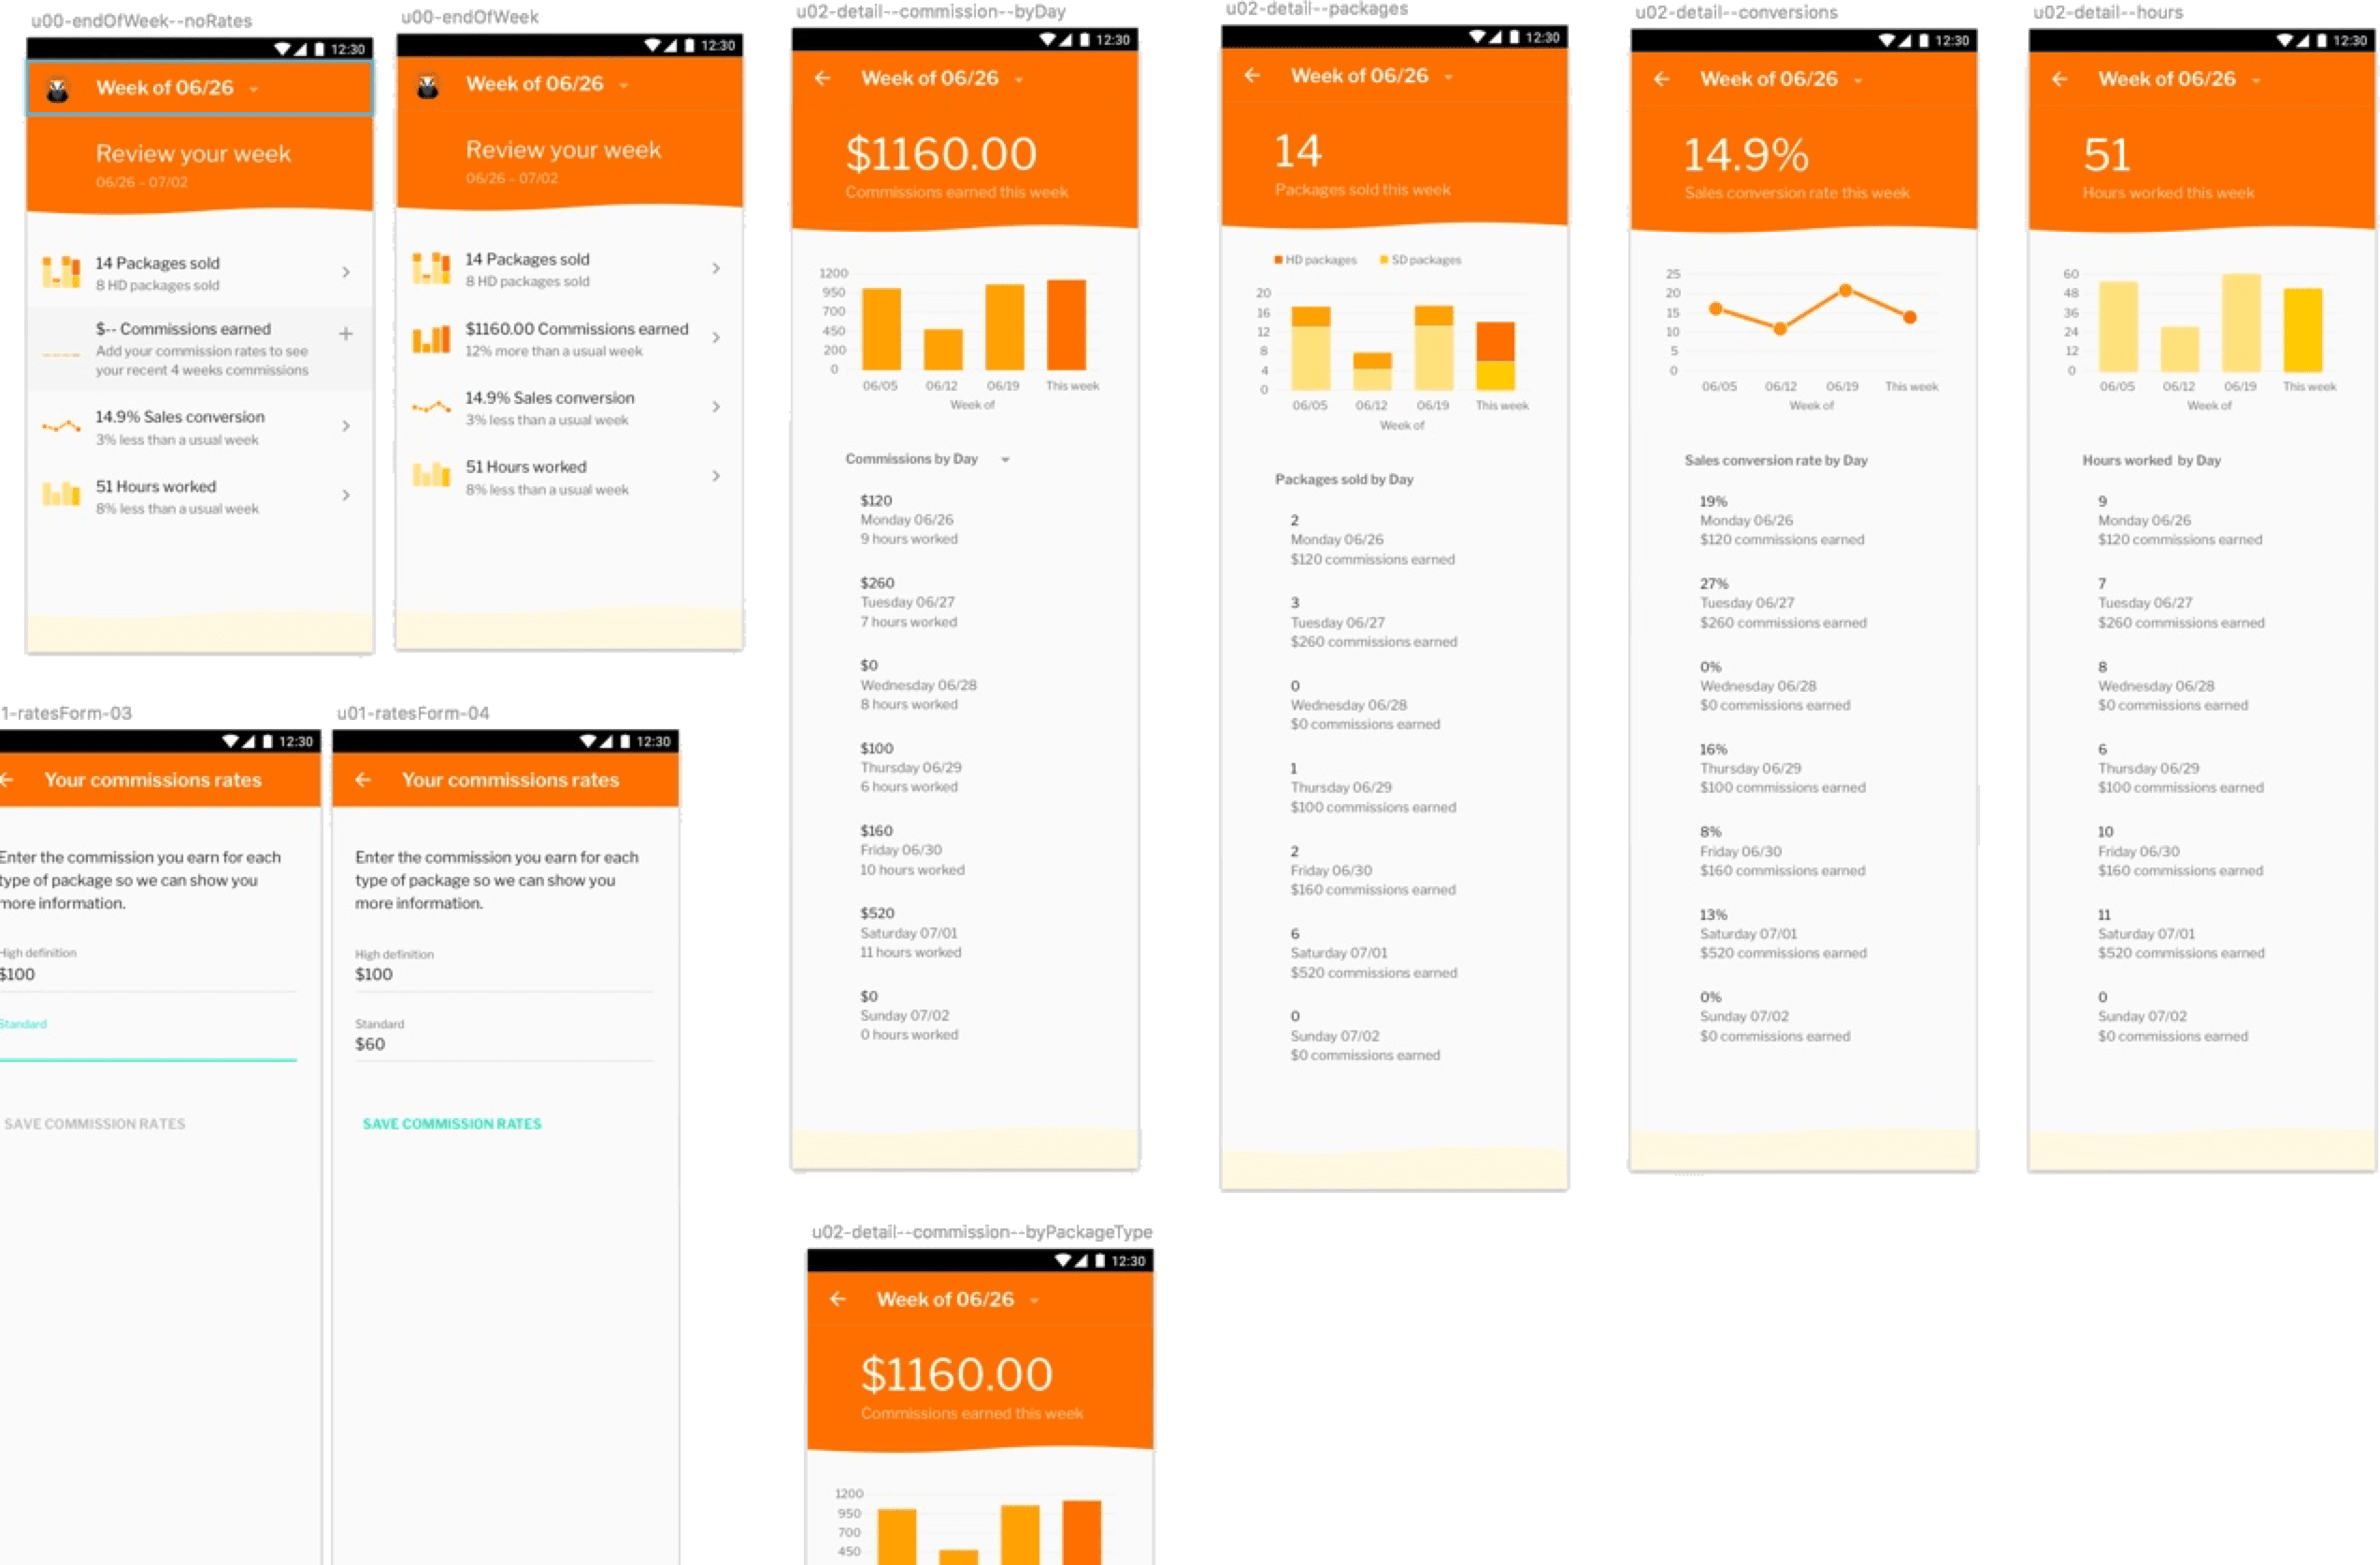 u00-endOfWeek--noRates
12:30
Week of 06/26
Review your week
06/26 – 07/02
14 Packages sold
8 HD packages sold
$-- Commissions earned
Add your commission rates to see
your recent 4 weeks commissions
14.9% Sales conversion
3% less than a usual week
51 Hours worked
8% less than a usual week
u00-endOfWeek
12:30
Week of 06/26
Review your week
06/26 – 07/02
14 Packages sold
8 HD packages sold
$1160.00 Commissions earned
12% more than a usual week
14.9% Sales conversion
3% less than a usual week
51 Hours worked
8% less than a usual week
1-ratesForm-03
12:30
Your commissions rates
Enter the commission you earn for each
type of package so we can show you
more information.
High definition
$100
Standard
SAVE COMMISSION RATES
u01-ratesForm-04
12:30
Your commissions rates
Enter the commission you earn for each
type of package so we can show you
more information.
High definition
$100
Standard
$60
SAVE COMMISSION RATES
u02-detail--commission--byDay
12:30
Week of 06/26
$1160.00
Commissions earned this week
1200
950
700
450
200
0
06/05 06/12 06/19 This week
Week of
Commissions by Day
$120
Monday 06/26
9 hours worked
$260
Tuesday 06/27
7 hours worked
$0
Wednesday 06/28
8 hours worked
$100
Thursday 06/29
6 hours worked
$160
Friday 06/30
10 hours worked
$520
Saturday 07/01
11 hours worked
$0
Sunday 07/02
0 hours worked
u02-detail--packages
12:30
Week of 06/26
14
Packages sold this week
HD packages SD packages
20
16
12
8
4
0
06/05 06/12 06/19 This week
Week of
Packages sold by Day
2
Monday 06/26
$120 commissions earned
3
Tuesday 06/27
$260 commissions earned
0
Wednesday 06/28
$0 commissions earned
1
Thursday 06/29
$100 commissions earned
2
Friday 06/30
$160 commissions earned
6
Saturday 07/01
$520 commissions earned
0
Sunday 07/02
$0 commissions earned
u02-detail--conversions
12:30
Week of 06/26
14.9%
Sales conversion rate this week
25
20
15
10
5
0
06/05 06/12 06/19 This week
Week of
Sales conversion rate by Day
19%
Monday 06/26
$120 commissions earned
27%
Tuesday 06/27
$260 commissions earned
0%
Wednesday 06/28
$0 commissions earned
16%
Thursday 06/29
$100 commissions earned
8%
Friday 06/30
$160 commissions earned
13%
Saturday 07/01
$520 commissions earned
0%
Sunday 07/02
$0 commissions earned
u02-detail--hours
12:30
Week of 06/26
51
Hours worked this week
60
48
36
24
12
0
06/05 06/12 06/19 This week
Week of
Hours worked by Day
9
Monday 06/26
$120 commissions earned
7
Tuesday 06/27
$260 commissions earned
8
Wednesday 06/28
$0 commissions earned
6
Thursday 06/29
$100 commissions earned
10
Friday 06/30
$160 commissions earned
11
Saturday 07/01
$520 commissions earned
0
Sunday 07/02
$0 commissions earned
u02-detail--commission--byPackageType
12:30
Week of 06/26
$1160.00
Commissions earned this week
1200
950
700
450